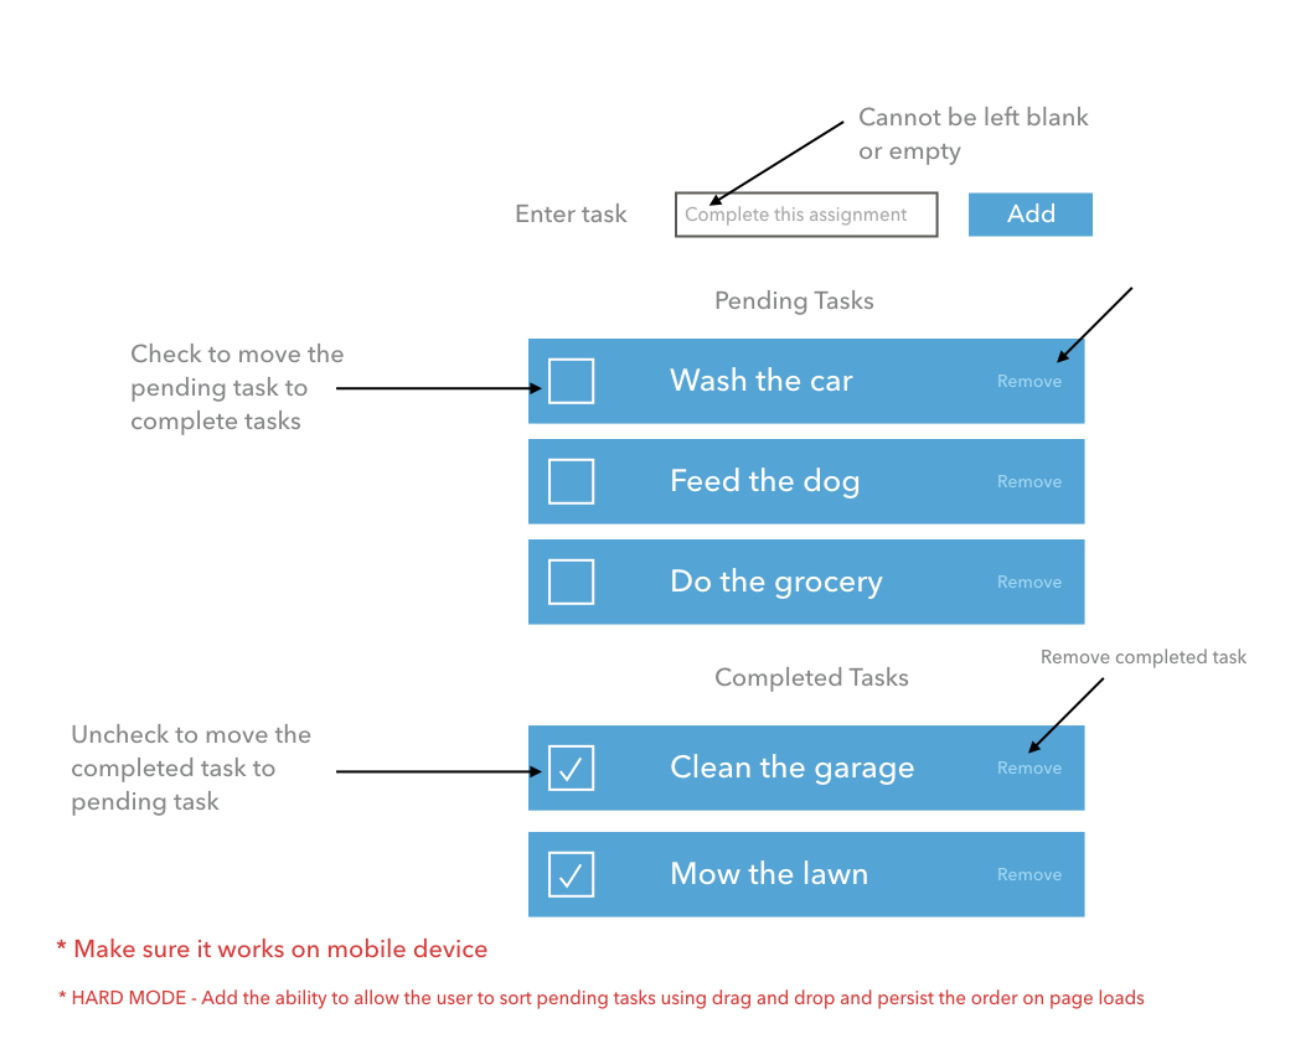 Cannot be left blank
or empty
Enter task
Complete this assignment
Add
Pending Tasks
Check to move the
pending task to
complete tasks
Wash the car
Remove
Feed the dog
Remove
Do the grocery
Remove
Remove completed task
Completed Tasks
Uncheck to move the
completed task to
pending task
Clean the garage
Remove
Mow the lawn
Remove
* Make sure it works on mobile device
* HARD MODE - Add the ability to allow the user to sort pending tasks using drag and drop and persist the order on page loads